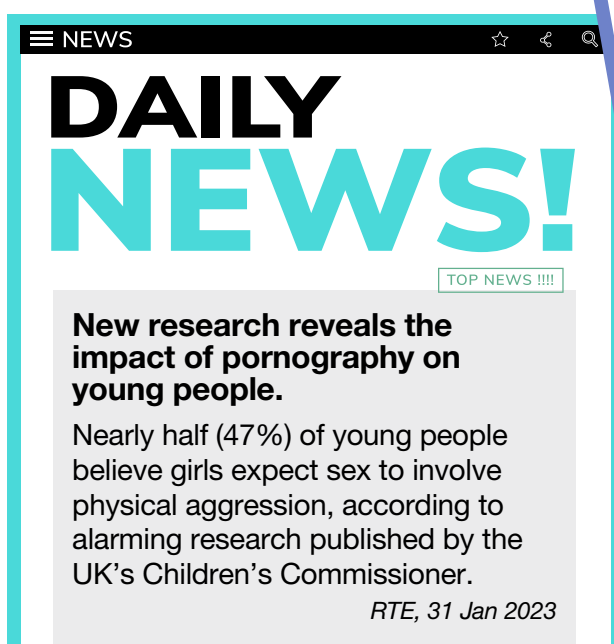 NEWS
DAILY
NEWS!
TOP NEWS !!!!
New research reveals the
impact of pornography on
young people.
Nearly half (47%) of young people
believe girls expect sex to involve
physical aggression, according to
alarming research published by the
UK's Children's Commissioner.
RTE, 31 Jan 2023